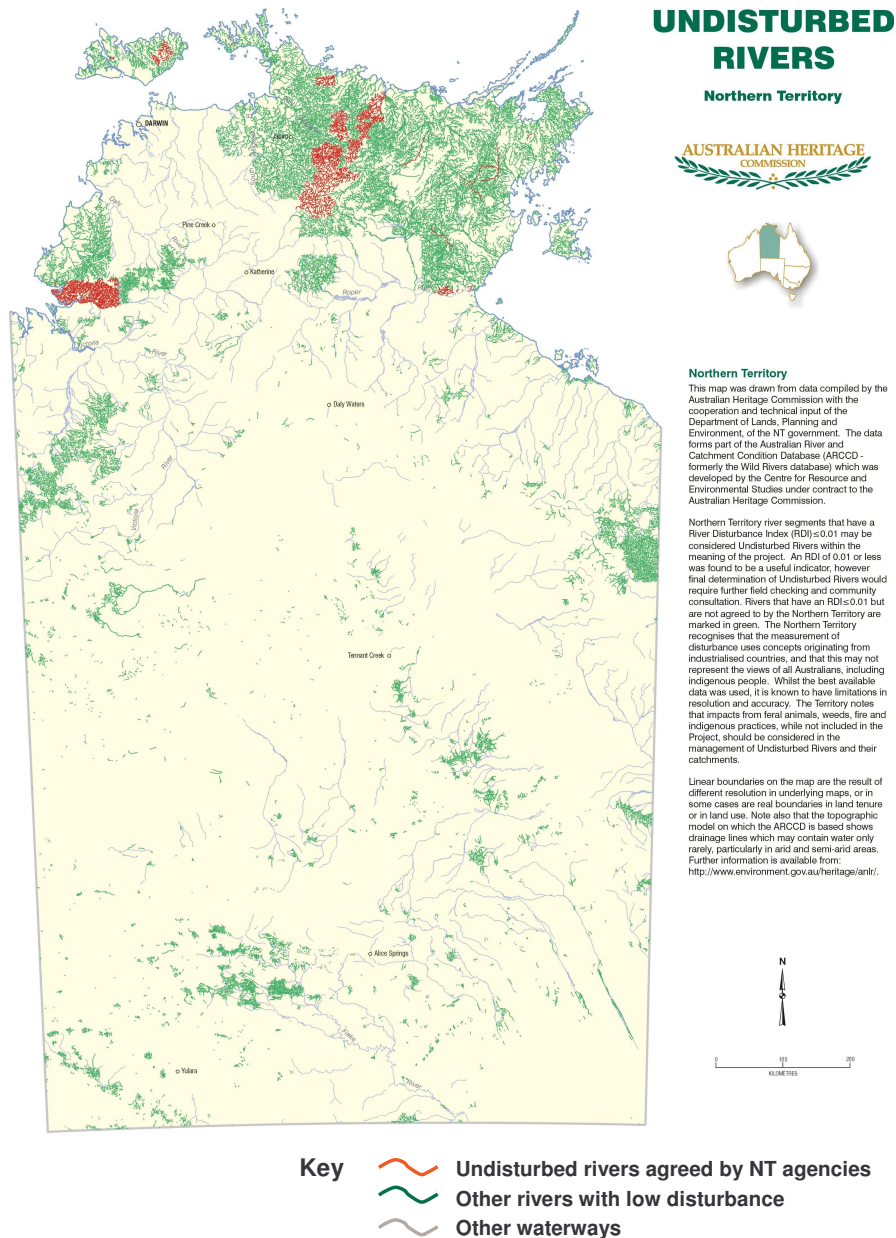 UNDISTURBED
RIVERS
Northern Territory
AUSTRALIAN HERITAGE
COMMISSION
DARWIN
Daly
Pine Creek
River
Katherine
Roper
Victoria
River
Daly Waters
River
Victoria
Tennant Creek
Alice Springs
Finke
Yulara
River
Northern Territory
This map was drawn from data compiled by the
Australian Heritage Commission with the
cooperation and technical input of the
Department of Lands, Planning and
Environment, of the NT government. The data
forms part of the Australian River and
Catchment Condition Database (ARCCD -
formerly the Wild Rivers database) which was
developed by the Centre for Resource and
Environmental Studies under contract to the
Australian Heritage Commission.
Northern Territory river segments that have a
River Disturbance Index (RDI)≤0.01 may be
considered Undisturbed Rivers within the
meaning of the project. An RDI of 0.01 or less
was found to be a useful indicator, however
final determination of Undisturbed Rivers would
require further field checking and community
consultation. Rivers that have an RDI≤0.01 but
are not agreed to by the Northern Territory are
marked in green. The Northern Territory
recognises that the measurement of
disturbance uses concepts originating from
industrialised countries, and that this may not
represent the views of all Australians, including
indigenous people. Whilst the best available
data was used, it is known to have limitations in
resolution and accuracy. The Territory notes
that impacts from feral animals, weeds, fire and
indigenous practices, while not included in the
Project, should be considered in the
management of Undisturbed Rivers and their
catchments.
Linear boundaries on the map are the result of
different resolution in underlying maps, or in
some cases are real boundaries in land tenure
or in land use. Note also that the topographic
model on which the ARCCD is based shows
drainage lines which may contain water only
rarely, particularly in arid and semi-arid areas.
Further information is available from:
http://www.environment.gov.au/heritage/anlr/.
N
0 100 200
KILOMETRES
Key
Undisturbed rivers agreed by NT agencies
Other rivers with low disturbance
Other waterways